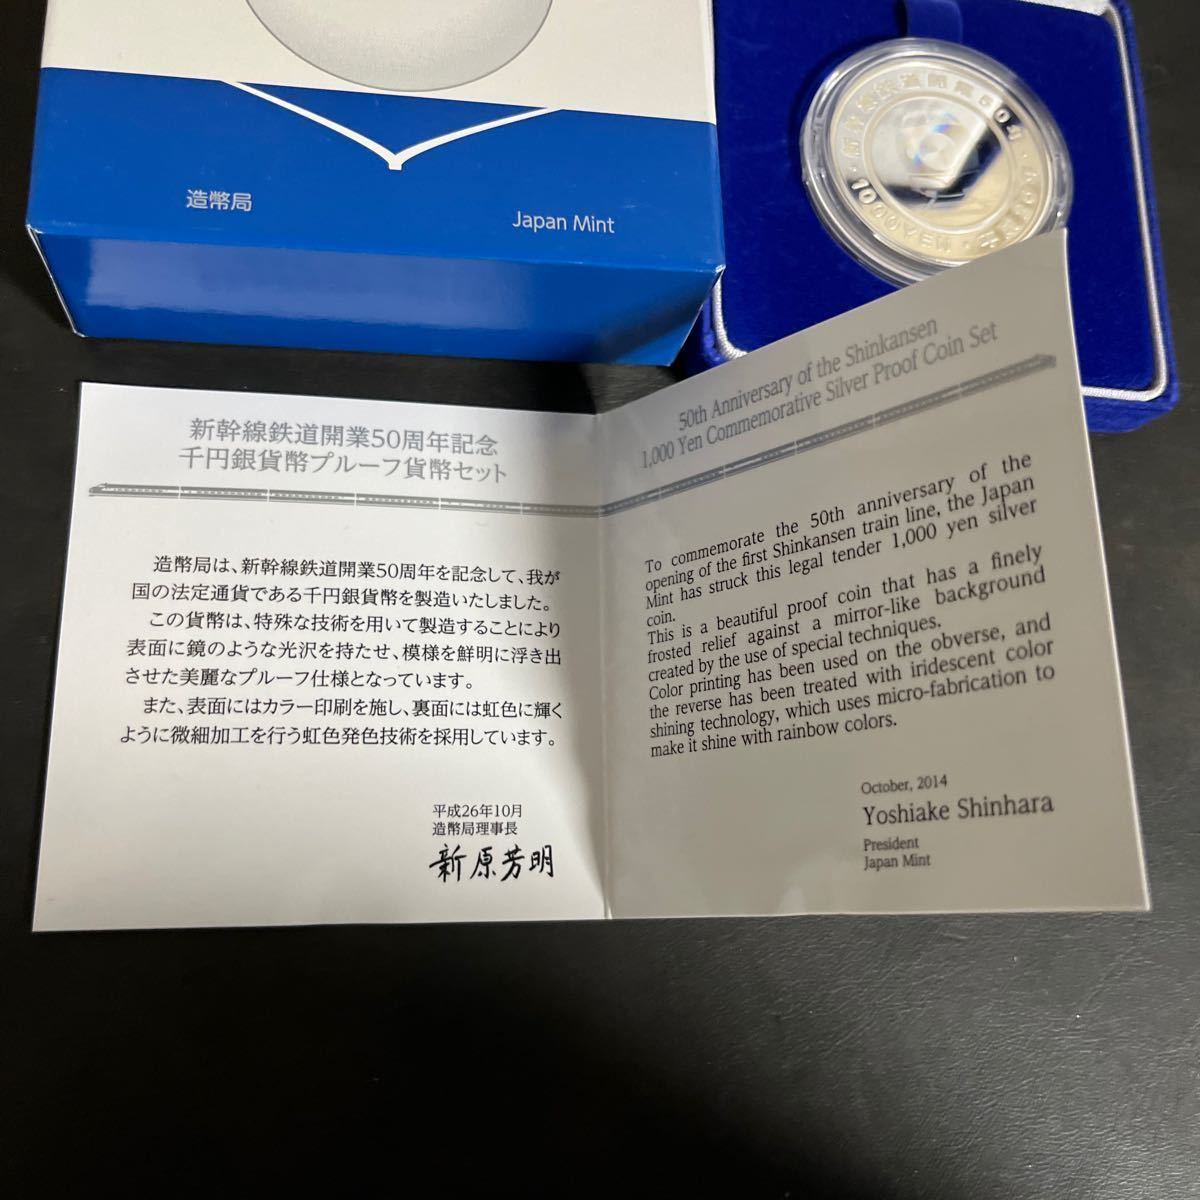 造幣局
Japan Mint
新幹線鉄道開業50周
1000YEN
新幹線鉄道開業50周年記念
千円銀貨幣プルーフ貨幣セット
造幣局は、新幹線鉄道開業50周年を記念して、我が
国の法定通貨である千円銀貨幣を製造いたしました。
この貨幣は、特殊な技術を用いて製造することにより
表面に鏡のような光沢を持たせ、模様を鮮明に浮き出
させた美麗なプルーフ仕様となっています。
また、表面にはカラー印刷を施し、裏面には虹色に輝く
ように微細加工を行う虹色発色技術を採用しています。
平成26年10月
造幣局理事長
新原芳明
50th Anniversary of the Shinkansen
1,000 Yen Commemorative Silver Proof Coin Set
To commemorate the 50th anniversary of the
opening of the first Shinkansen train line, the Japan
Mint has struck this legal tender 1,000 yen silver
coin.
This is a beautiful proof coin that has a finely
frosted relief against a mirror-like background
created by the use of special techniques.
Color printing has been used on the obverse, and
the reverse has been treated with iridescent color
shining technology, which uses micro-fabrication to
make it shine with rainbow colors.
October, 2014
Yoshiake Shinhara
President
Japan Mint